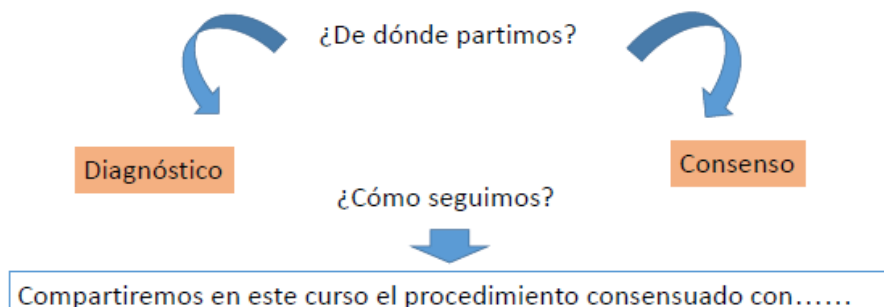 ¿De dónde partimos?
Diagnóstico
Consenso
¿Cómo seguimos?
Compartiremos en este curso el procedimiento consensuado con......